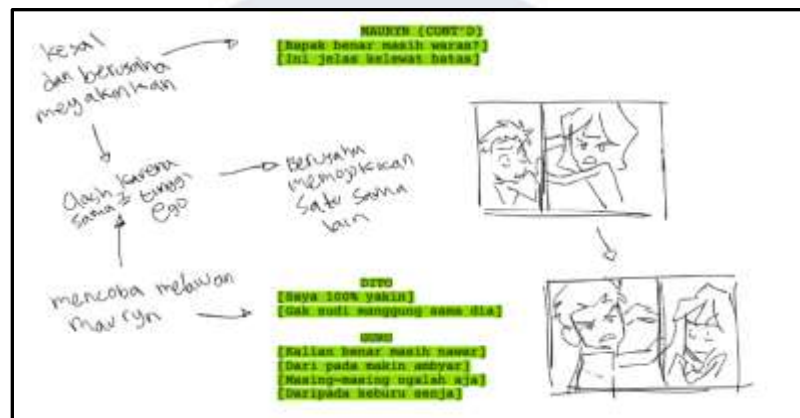 kesal
dan berusaha
meyakinkan
MAURYN (CONT'D)
[Bapak benar masih waras?]
[Ini jelas kelewat batas]
Clash karena
sama2 tinggi
Ego
Berusaha
memojokkan
Satu Sama
lain
mencoba melawan
mauryn
DITO
[Saya 100% yakin]
[Gak sudi manggung sama dia]
GURU
[Kalian benar masih nawar]
[Dari pada makin ambyar]
[Masing-masing ngalah aja]
[Daripada keburu senja]